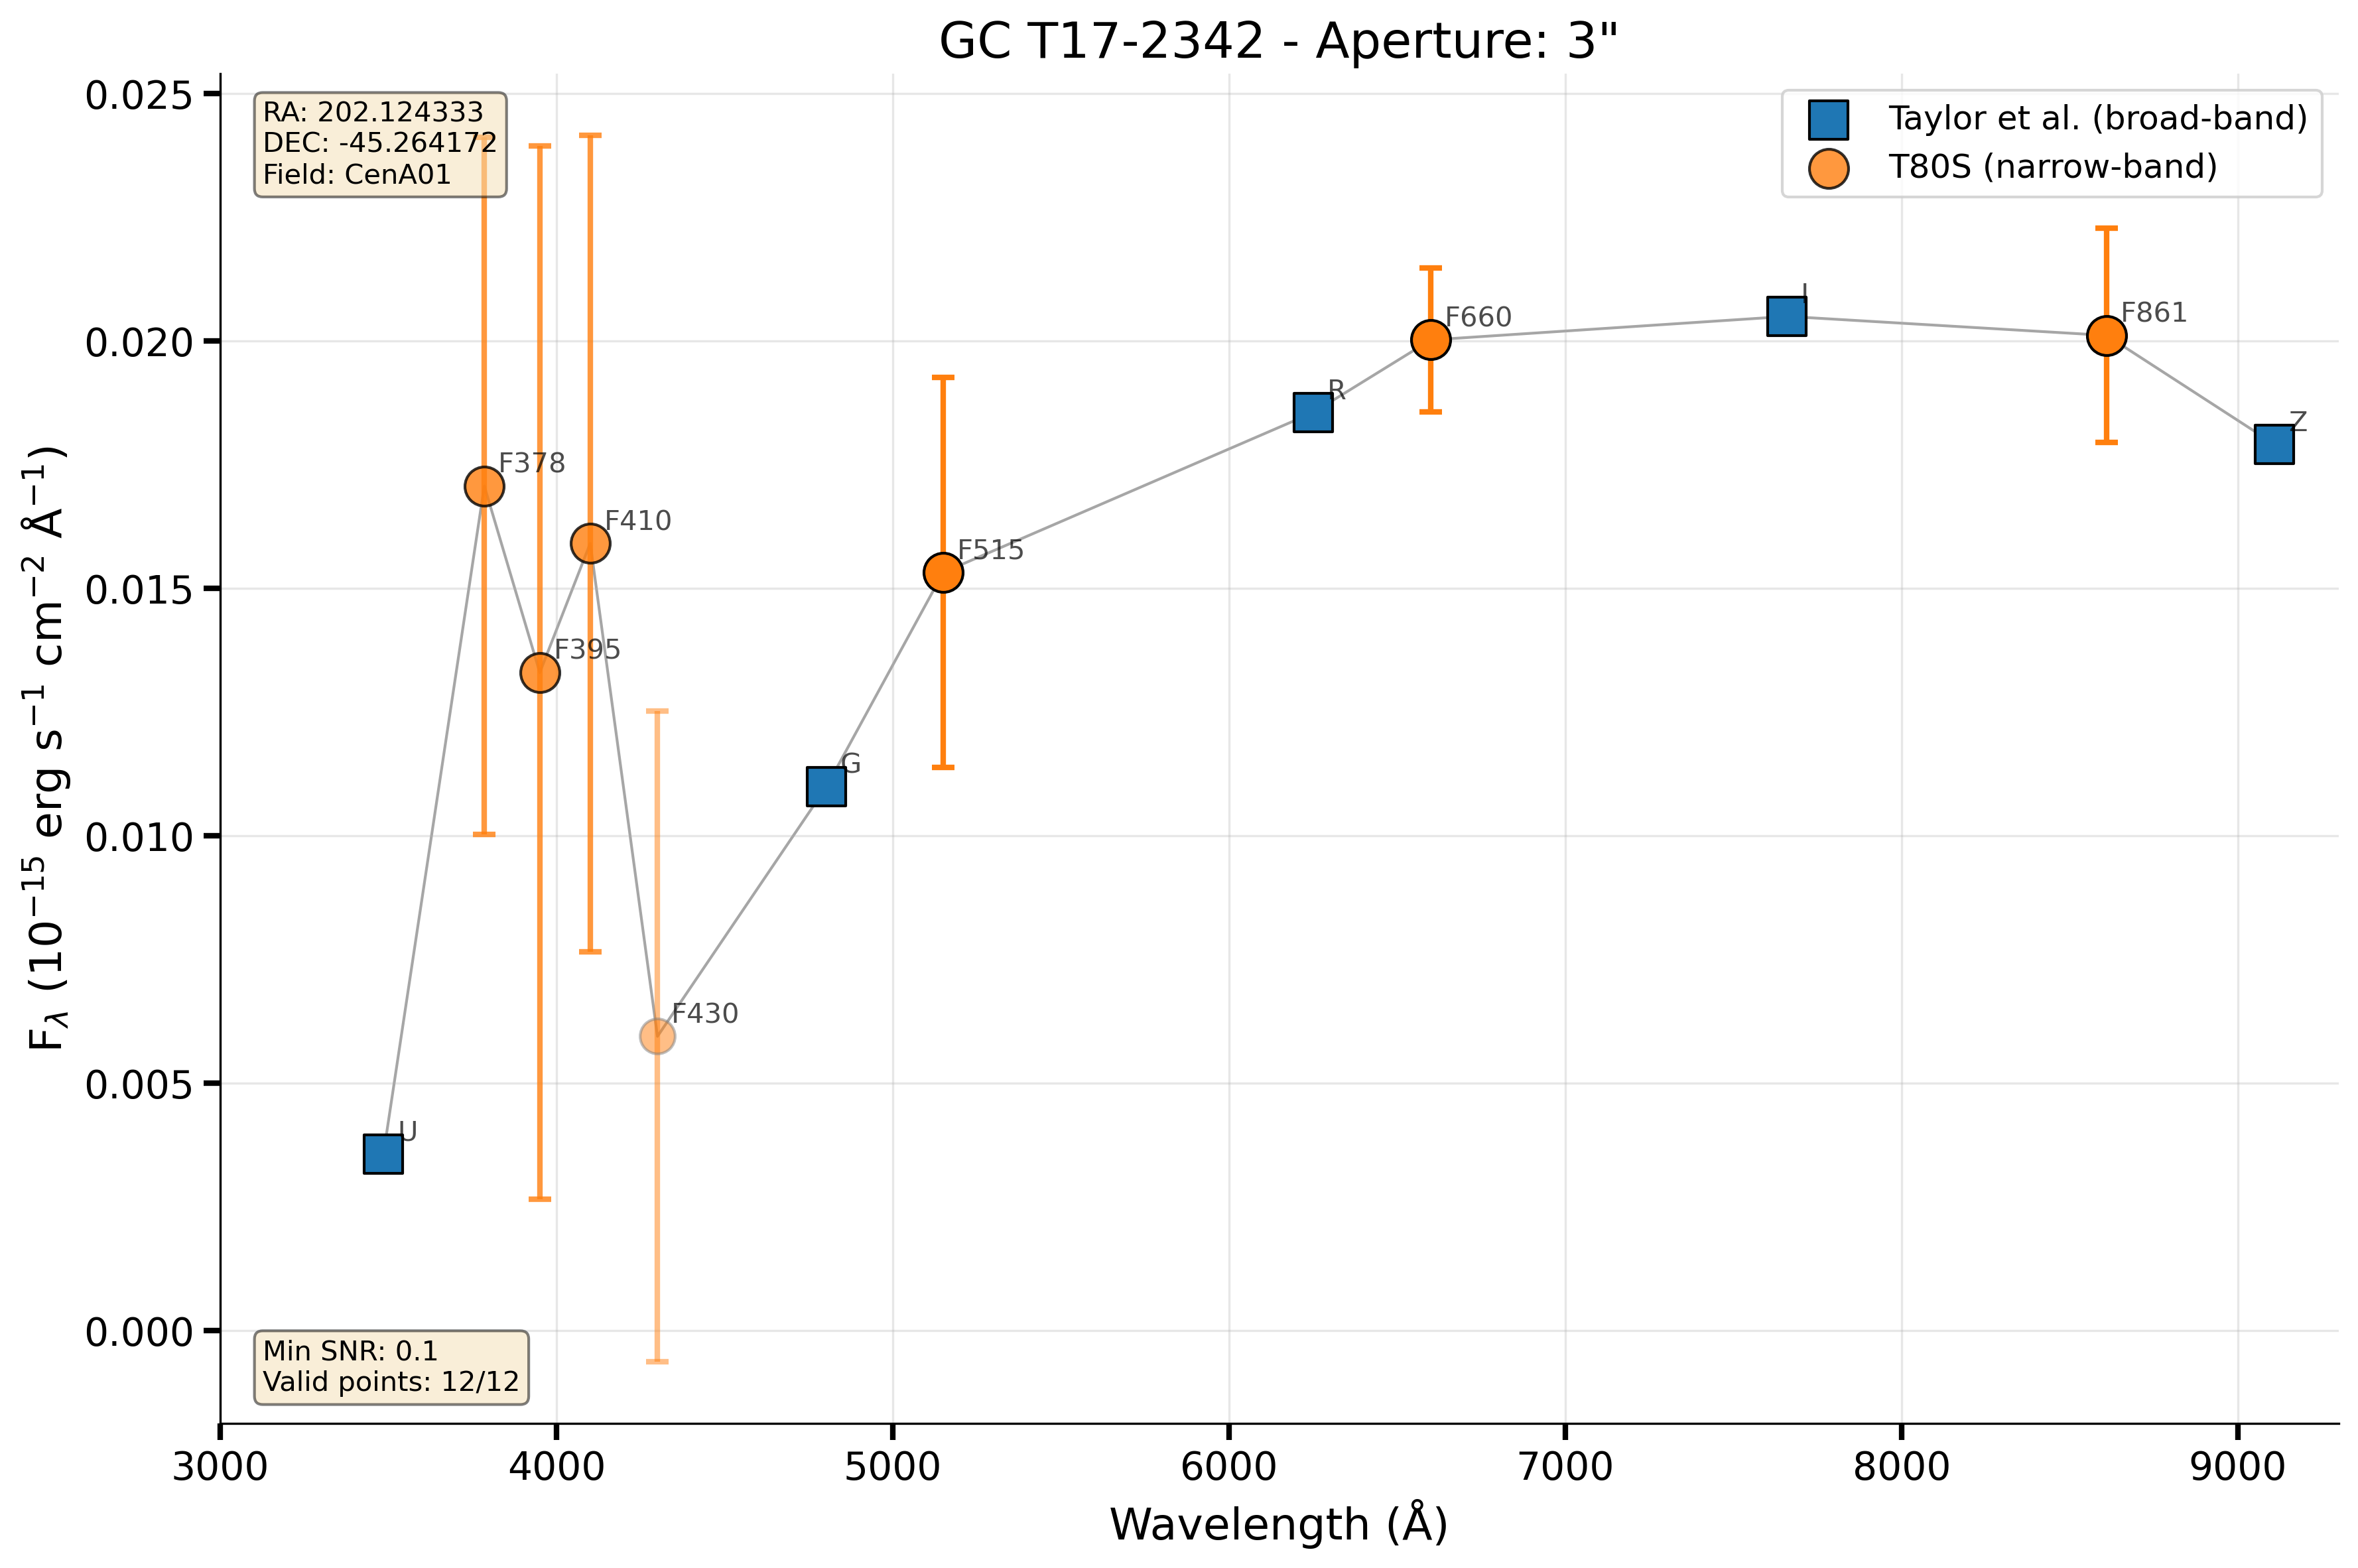 GC T17-2342 - Aperture: 3"
RA: 202.124333
DEC: -45.264172
Field: CenA01
Taylor et al. (broad-band)
T80S (narrow-band)
0.025
0.020
0.015
0.010
0.005
0.000
F_λ (10⁻¹⁵ erg s⁻¹ cm⁻² Å⁻¹)
U
F378
F395
F410
F430
G
F515
R
F660
I
F861
Z
Min SNR: 0.1
Valid points: 12/12
3000
4000
5000
6000
7000
8000
9000
Wavelength (Å)